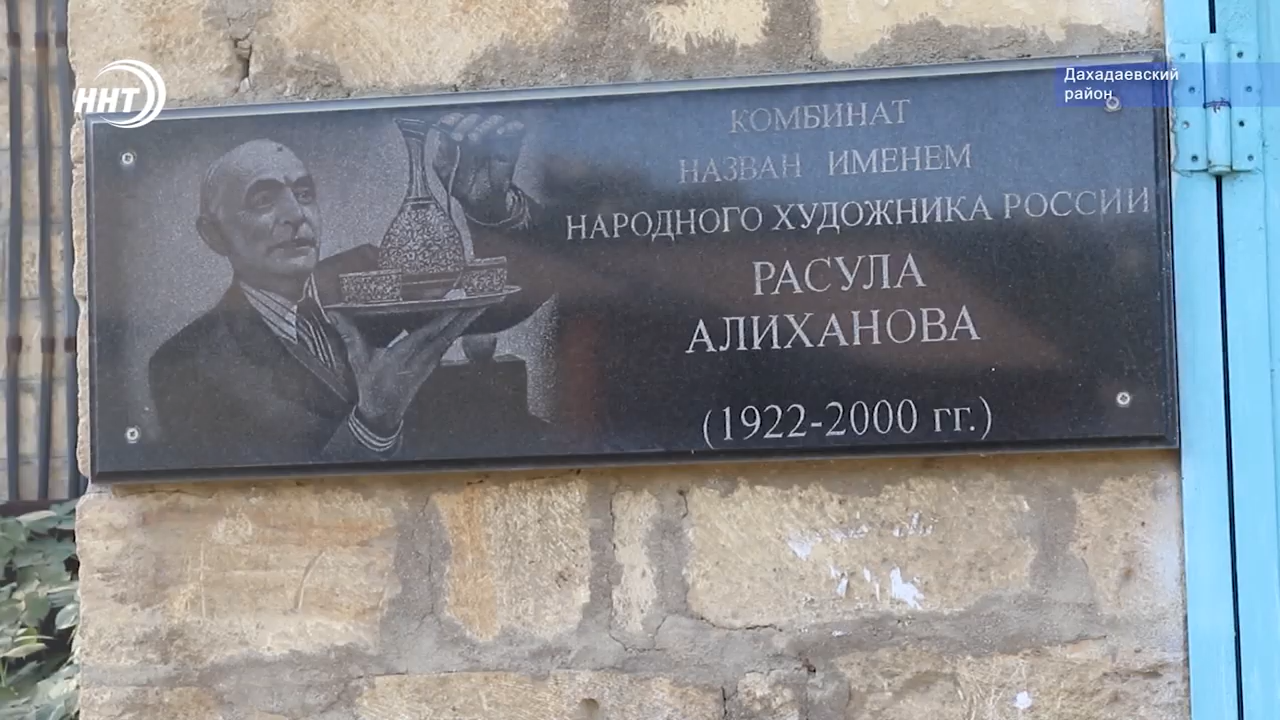 ННТ
Дахадаевский
район
КОМБИНАТ
НАЗВАН ИМЕНЕМ
НАРОДНОГО ХУДОЖНИКА РОССИИ
РАСУЛА
АЛИХАНОВА
(1922-2000 гг.)